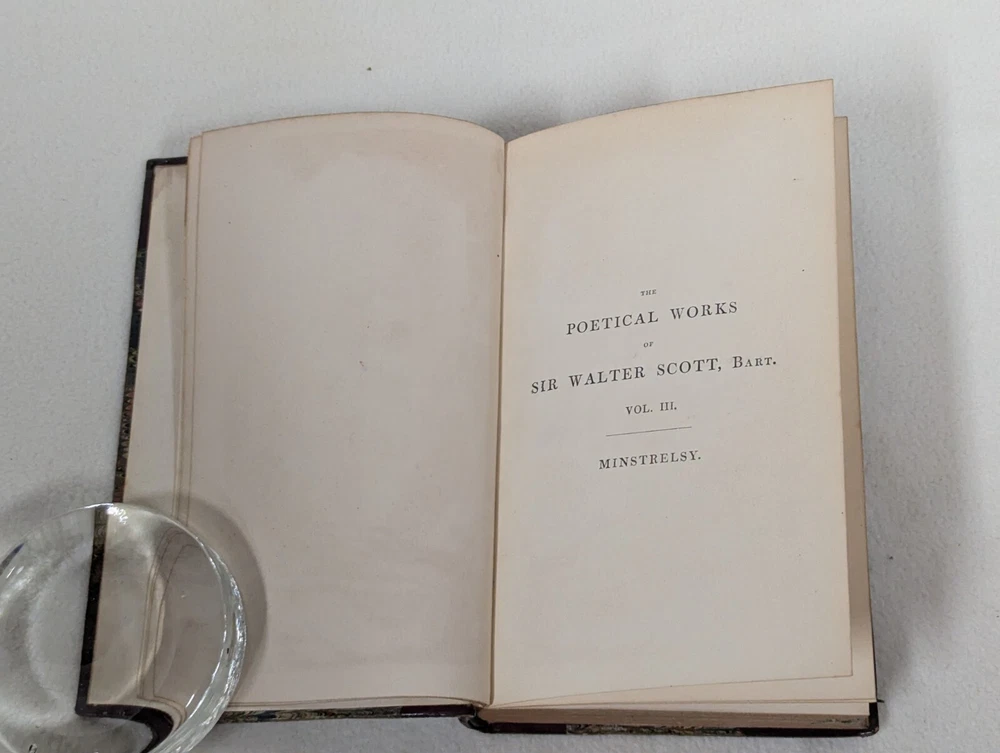 THE
POETICAL WORKS
OF
SIR WALTER SCOTT, BART.
VOL. III.
MINSTRELSY.